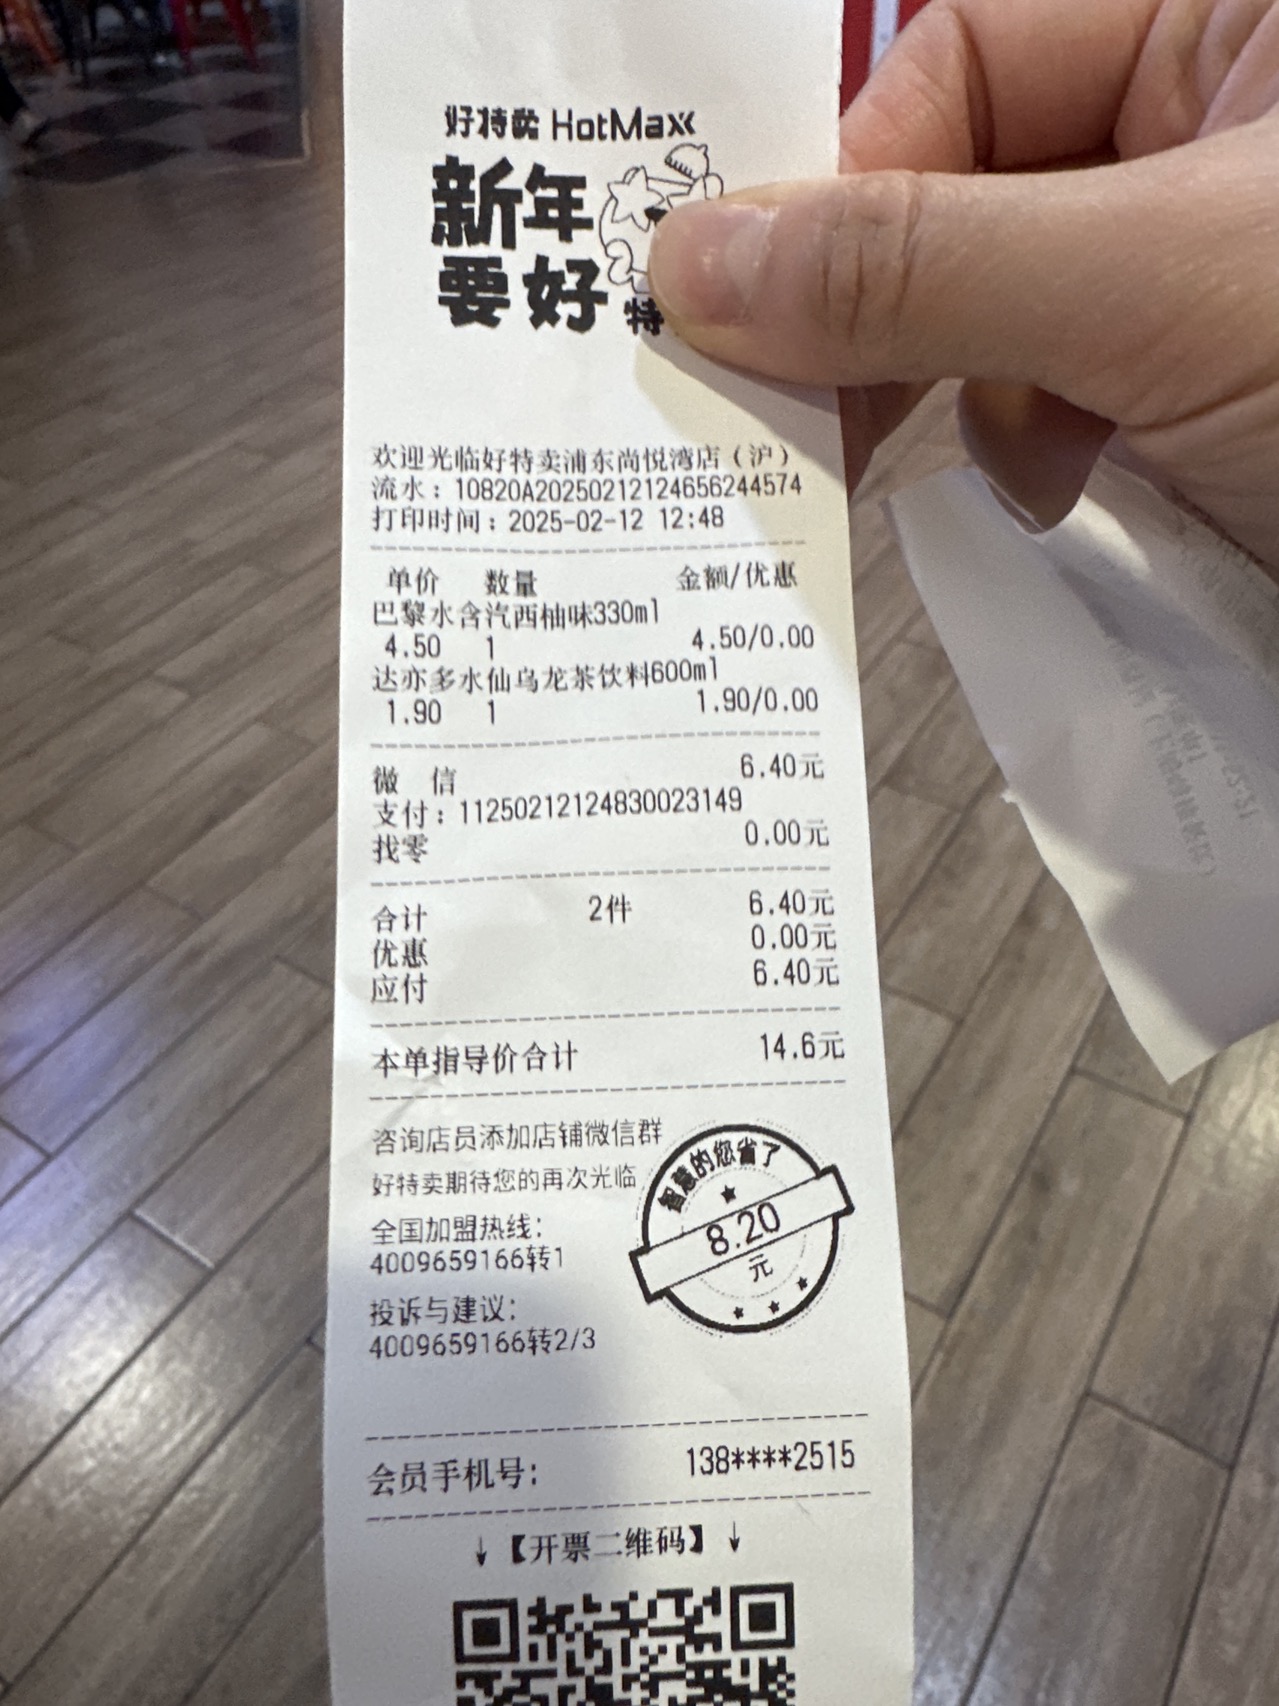 好特卖 HotMaxx
新年
要好
特
欢迎光临好特卖浦东尚悦湾店（沪）
流水：10820A20250212124656244574
打印时间：2025-02-12 12:48
单价 数量 金额/优惠
巴黎水含汽西柚味330ml
4.50 1 4.50/0.00
达亦多水仙乌龙茶饮料600ml
1.90 1 1.90/0.00
微 信 6.40元
支付：11250212124830023149
找零 0.00元
合计 2件 6.40元
优惠 0.00元
应付 6.40元
本单指导价合计 14.6元
咨询店员添加店铺微信群
好特卖期待您的再次光临
全国加盟热线：
4009659166转1
投诉与建议：
4009659166转2/3
智慧的您省了
8.20
元
会员手机号： 138****2515
↓【开票二维码】↓